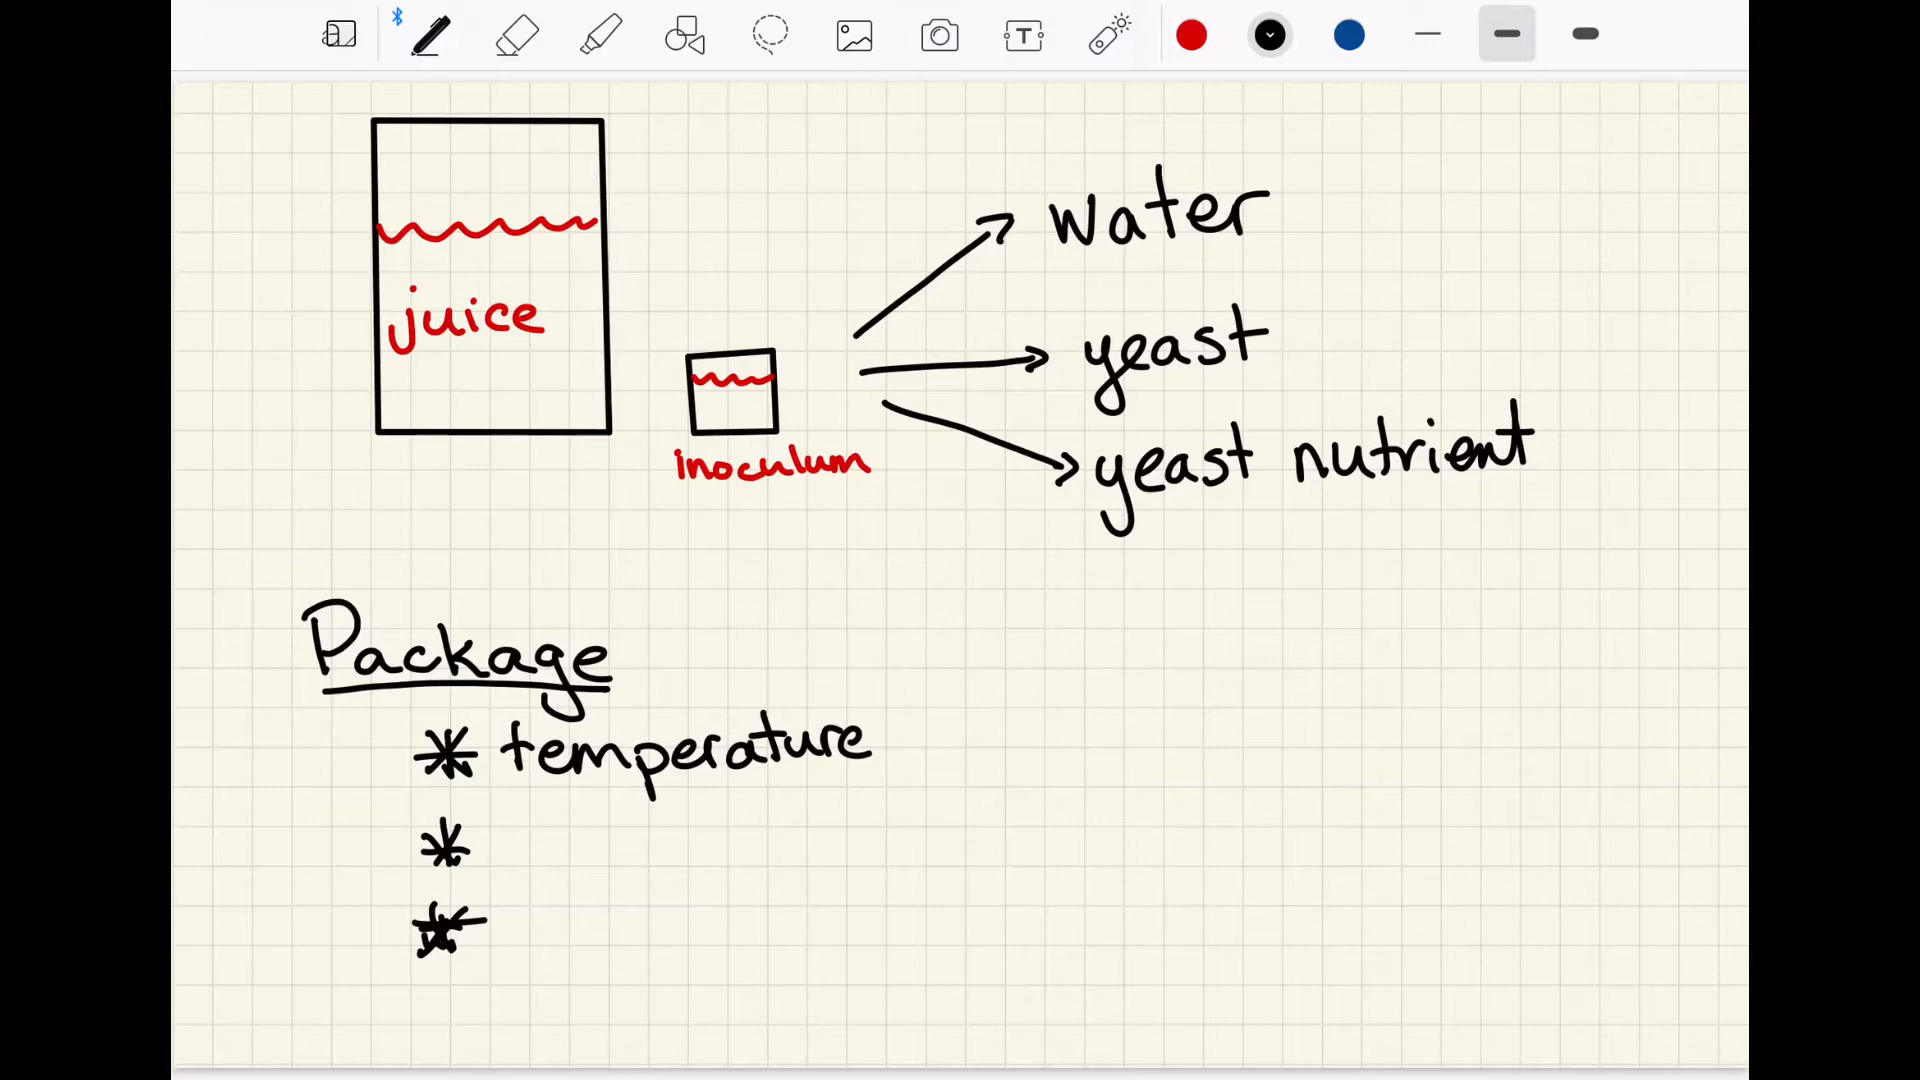 water
juice
yeast
inoculum
yeast nutrient
Package
* temperature
*
*